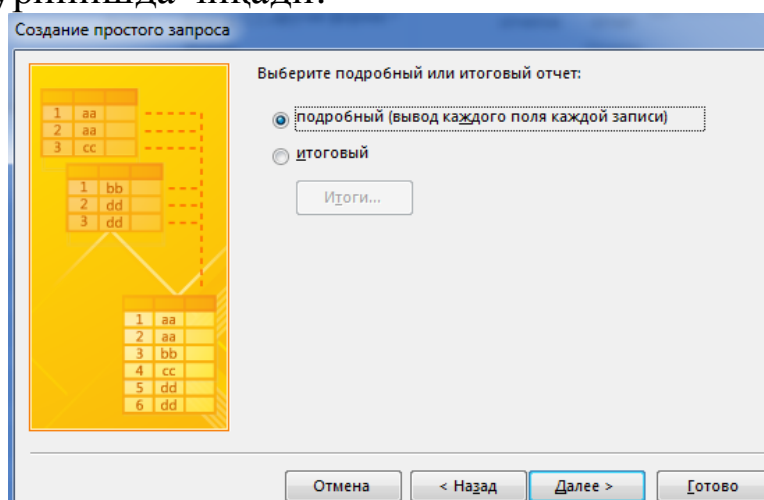 Создание простого запроса
Выберите подробный или итоговый отчет:
подробный (вывод каждого поля каждой записи)
итоговый
Итоги...
1 aa
2 aa
3 cc
1 bb
2 dd
3 dd
1 aa
2 aa
3 bb
4 cc
5 dd
6 dd
Отмена
< Назад
Далее >
Готово